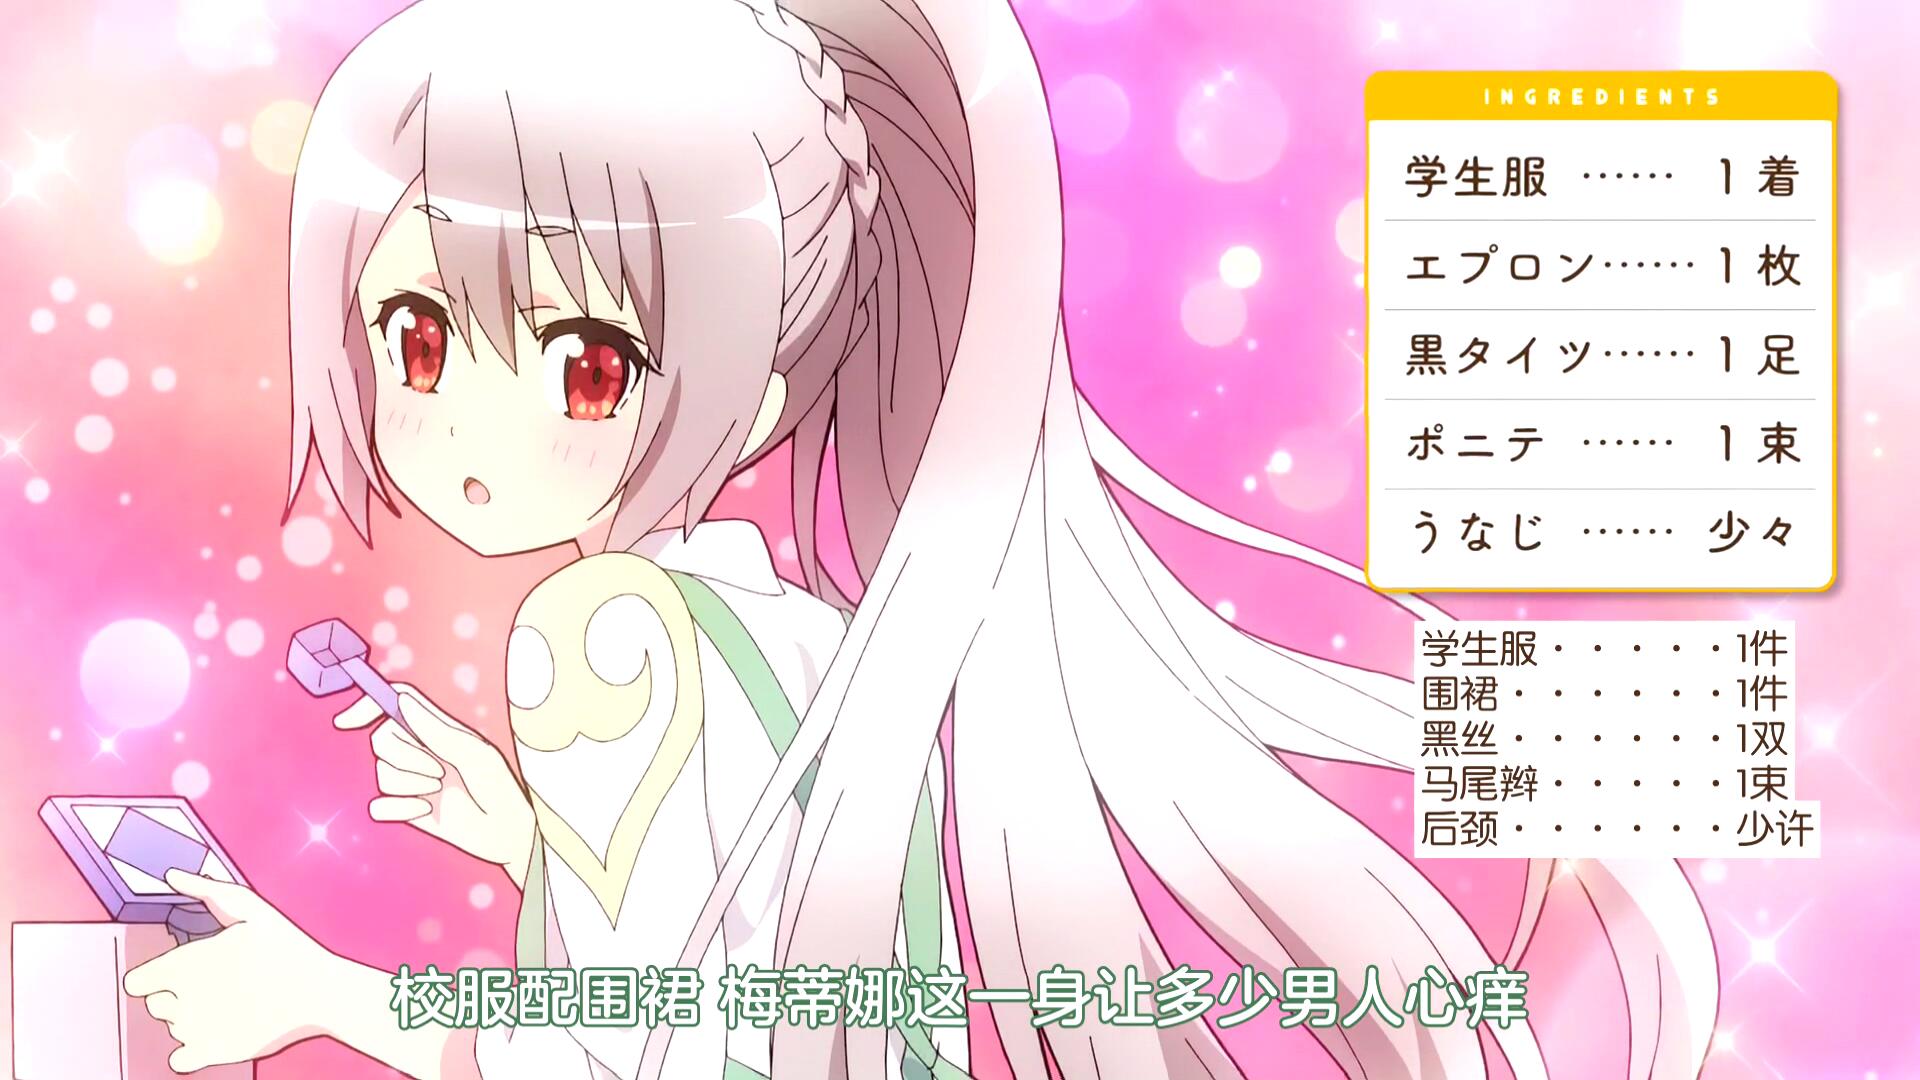 INGREDIENTS
学生服 …… 1着
エプロン…… 1枚
黒タイツ…… 1足
ポニテ …… 1束
うなじ …… 少々
学生服・・・・・1件
围裙・・・・・・1件
黑丝・・・・・・1双
马尾辫・・・・・1束
后颈・・・・・・少许
校服配围裙 梅蒂娜这一身让多少男人心痒